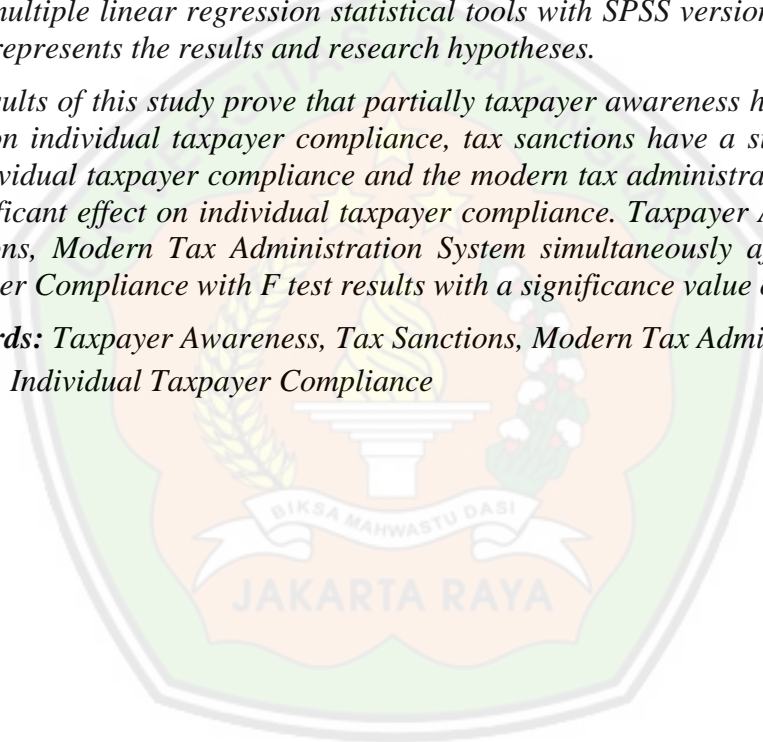 multiple linear regression statistical tools with SPSS version
represents the results and research hypotheses.
sults of this study prove that partially taxpayer awareness h
on individual taxpayer compliance, tax sanctions have a si
vidual taxpayer compliance and the modern tax administra
ficant effect on individual taxpayer compliance. Taxpayer A
ons, Modern Tax Administration System simultaneously af
er Compliance with F test results with a significance value o
rds: Taxpayer Awareness, Tax Sanctions, Modern Tax Admi
Individual Taxpayer Compliance
BIKSA MAHWASTU DASI
JAKARTA RAYA